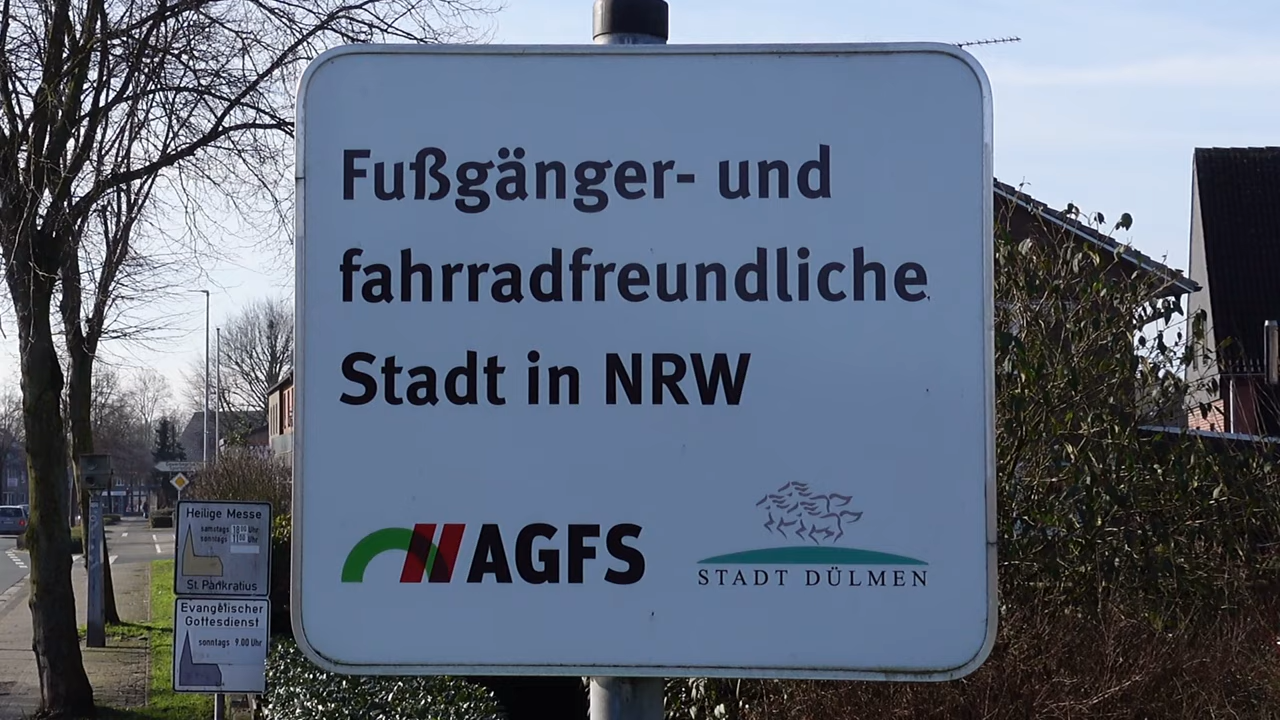 Fußgänger- und
fahrradfreundliche
Stadt in NRW
AGFS
STADT DÜLMEN
Heilige Messe
samstags 18.00 Uhr
sonntags 11.00 Uhr
St. Pankratius
Evangelischer
Gottesdienst
sonntags 9.00 Uhr